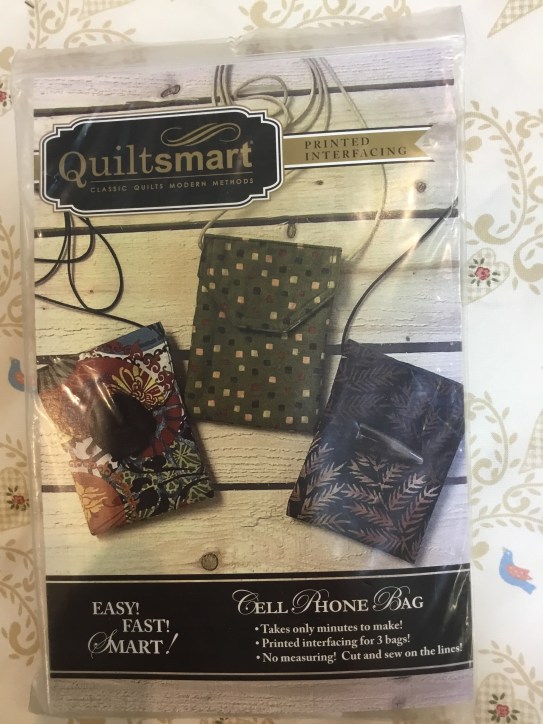 Quiltsmart®
CLASSIC QUILTS MODERN METHODS
PRINTED
INTERFACING
EASY!
FAST!
SMART!
CELL PHONE BAG
• Takes only minutes to make!
• Printed interfacing for 3 bags!
• No measuring! Cut and sew on the lines!